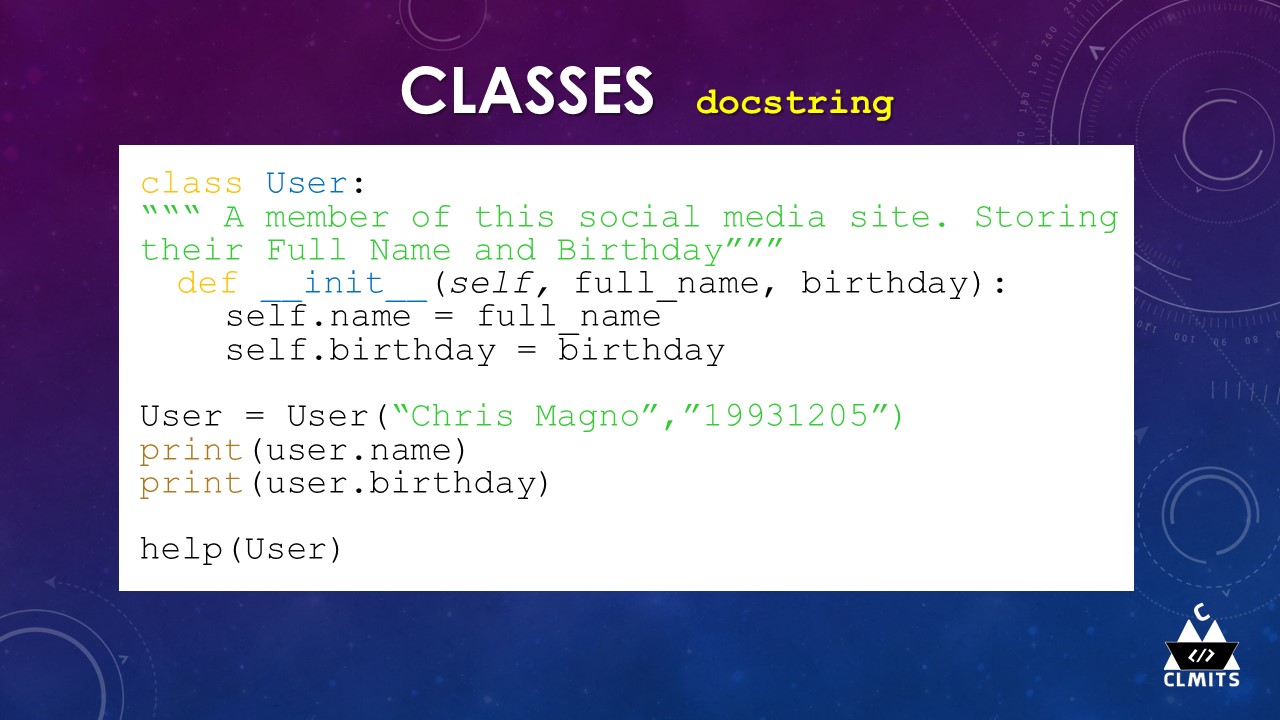 CLASSES docstring
class User:
“““ A member of this social media site. Storing
their Full Name and Birthday”””
def __init__(self, full_name, birthday):
self.name = full_name
self.birthday = birthday
User = User(“Chris Magno”,”19931205”)
print(user.name)
print(user.birthday)
help(User)
C
</>
CLMITS